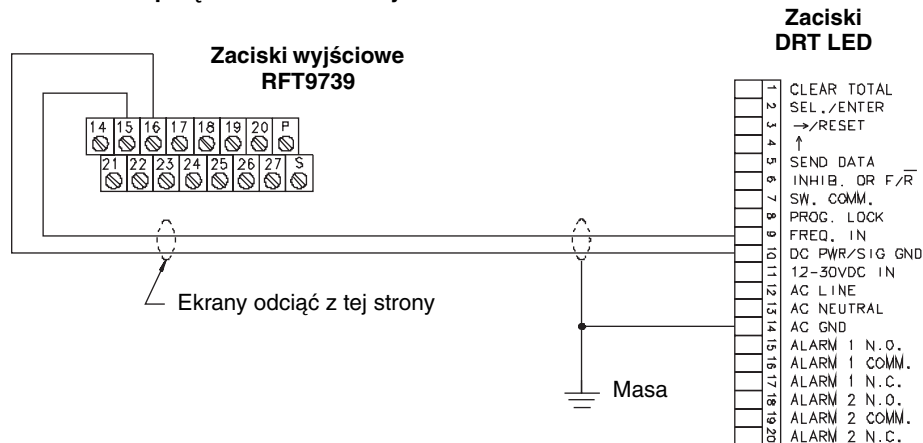 Zaciski
DRT LED
Zaciski wyjściowe
RFT9739
14 15 16 17 18 19 20 P
21 22 23 24 25 26 27 S
Ekrany odciąć z tej strony
Masa
1 CLEAR TOTAL
2 SEL./ENTER
3 →/RESET
4 ↑
5 SEND DATA
6 INHIB. OR F/R̅
7 SW. COMM.
8 PROG. LOCK
9 FREQ. IN
10 DC PWR/SIG GND
11 12-30VDC IN
12 AC LINE
13 AC NEUTRAL
14 AC GND
15 ALARM 1 N.O.
16 ALARM 1 COMM.
17 ALARM 1 N.C.
18 ALARM 2 N.O.
19 ALARM 2 COMM.
20 ALARM 2 N.C.